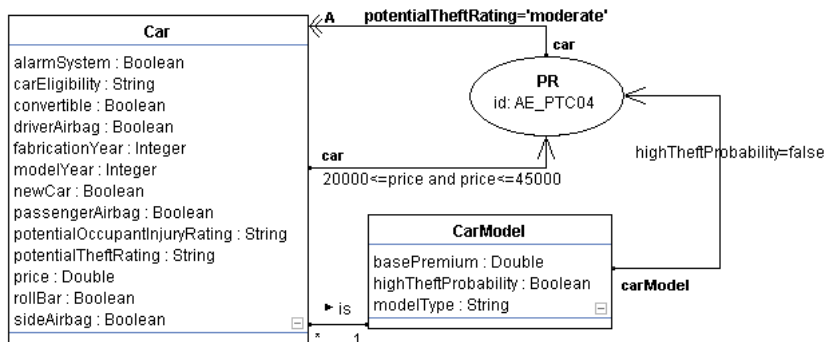 Car
alarmSystem : Boolean
carEligibility : String
convertible : Boolean
driverAirbag : Boolean
fabricationYear : Integer
modelYear : Integer
newCar : Boolean
passengerAirbag : Boolean
potentialOccupantInjuryRating : String
potentialTheftRating : String
price : Double
rollBar : Boolean
sideAirbag : Boolean
A
potentialTheftRating='moderate'
car
PR
id: AE_PTC04
car
20000<=price and price<=45000
highTheftProbability=false
CarModel
basePremium : Double
highTheftProbability : Boolean
modelType : String
carModel
is
* 1